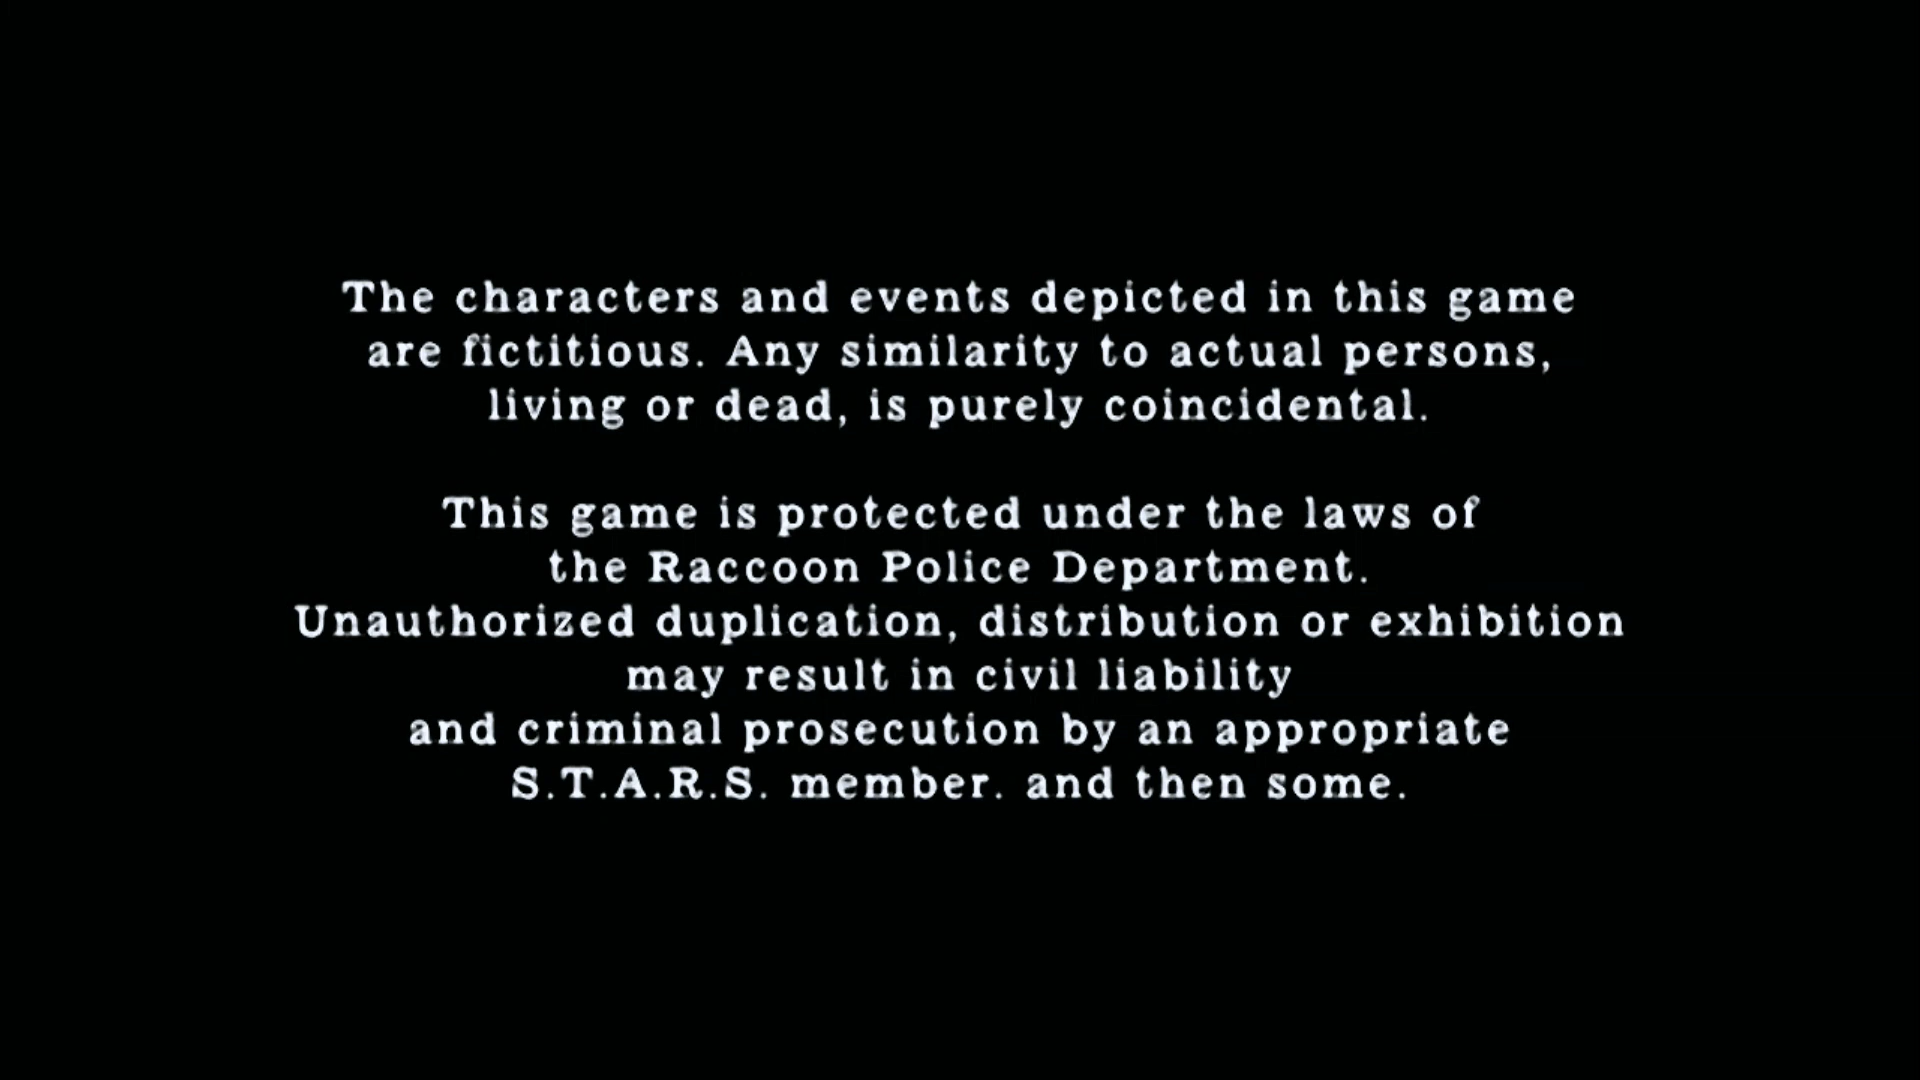 The characters and events depicted in this game
are fictitious. Any similarity to actual persons,
living or dead, is purely coincidental.
This game is protected under the laws of
the Raccoon Police Department.
Unauthorized duplication, distribution or exhibition
may result in civil liability
and criminal prosecution by an appropriate
S.T.A.R.S. member. and then some.